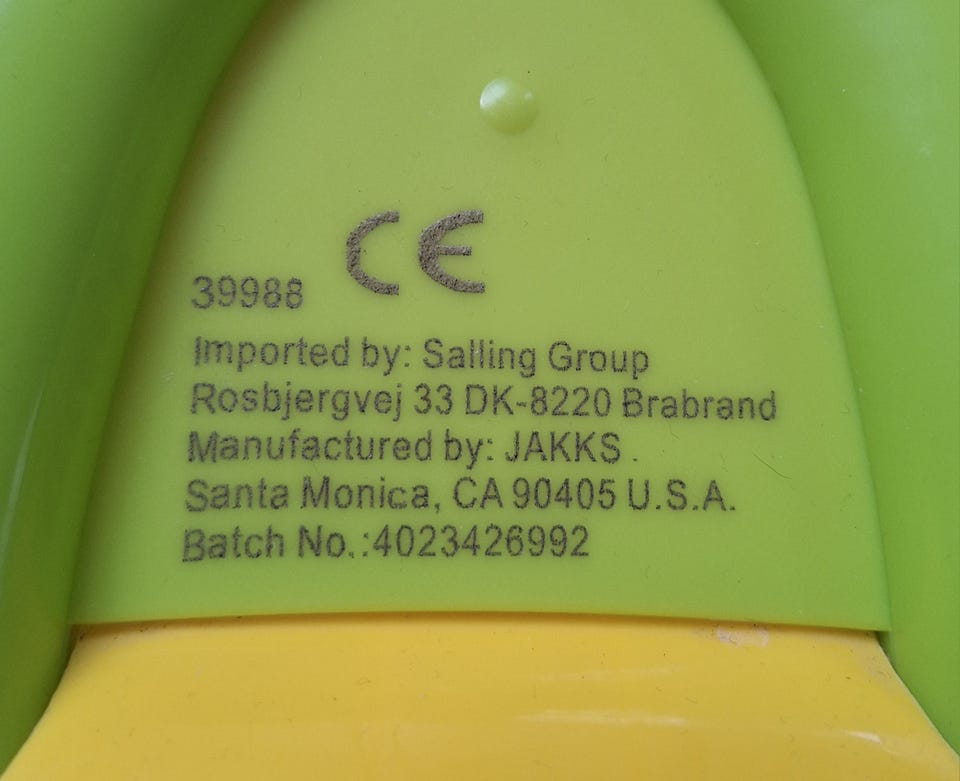 CE
39988
Imported by: Salling Group
Rosbjergvej 33 DK-8220 Brabrand
Manufactured by: JAKKS .
Santa Monica, CA 90405 U.S.A.
Batch No.:4023426992